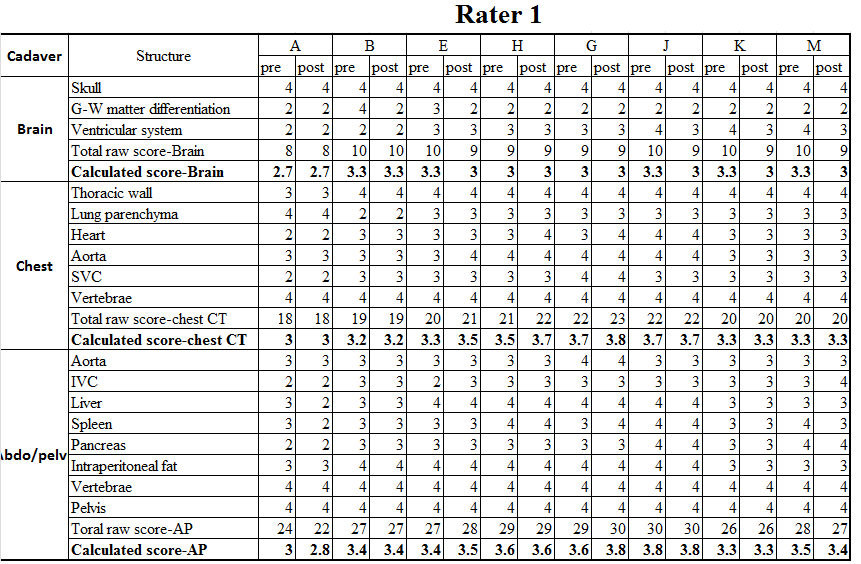 Rater 1
Cadaver Structure A B E H G J K M
pre post pre post pre post pre post pre post pre post pre post pre post
Brain
Skull 4 4 4 4 4 4 4 4 4 4 4 4 4 4 4 4
G-W matter differentiation 2 2 4 2 3 2 2 2 2 2 2 2 2 2 2 2
Ventricular system 2 2 2 2 3 3 3 3 3 3 4 3 4 3 4 3
Total raw score-Brain 8 8 10 10 10 9 9 9 9 9 10 9 10 9 10 9
Calculated score-Brain 2.7 2.7 3.3 3.3 3.3 3 3 3 3 3 3.3 3 3.3 3 3.3 3
Chest
Thoracic wall 3 3 4 4 4 4 4 4 4 4 4 4 4 4 4 4
Lung parenchyma 4 4 2 2 3 3 3 3 3 3 3 3 3 3 3 3
Heart 2 2 3 3 3 3 3 4 3 4 4 4 3 3 3 3
Aorta 3 3 3 3 3 4 4 4 4 4 4 4 3 3 3 3
SVC 2 2 3 3 3 3 3 3 4 4 3 3 3 3 3 3
Vertebrae 4 4 4 4 4 4 4 4 4 4 4 4 4 4 4 4
Total raw score-chest CT 18 18 19 19 20 21 21 22 22 23 22 22 20 20 20 20
Calculated score-chest CT 3 3 3.2 3.2 3.3 3.5 3.5 3.7 3.7 3.8 3.7 3.7 3.3 3.3 3.3 3.3
Abdo/pelv
Aorta 3 3 3 3 3 3 3 3 4 4 3 3 3 3 3 3
IVC 2 2 3 3 2 3 3 3 3 3 3 3 3 3 3 4
Liver 3 2 3 3 4 4 4 4 4 4 4 4 3 3 3 3
Spleen 3 2 3 3 3 3 4 4 3 4 4 4 3 3 4 3
Pancreas 2 2 3 3 3 3 3 3 3 3 4 4 3 3 4 4
Intraperitoneal fat 3 3 4 4 4 4 4 4 4 4 4 4 3 3 3 3
Vertebrae 4 4 4 4 4 4 4 4 4 4 4 4 4 4 4 4
Pelvis 4 4 4 4 4 4 4 4 4 4 4 4 4 4 4 4
Toral raw score-AP 24 22 27 27 27 28 29 29 29 30 30 30 26 26 28 27
Calculated score-AP 3 2.8 3.4 3.4 3.4 3.5 3.6 3.6 3.6 3.8 3.8 3.8 3.3 3.3 3.5 3.4